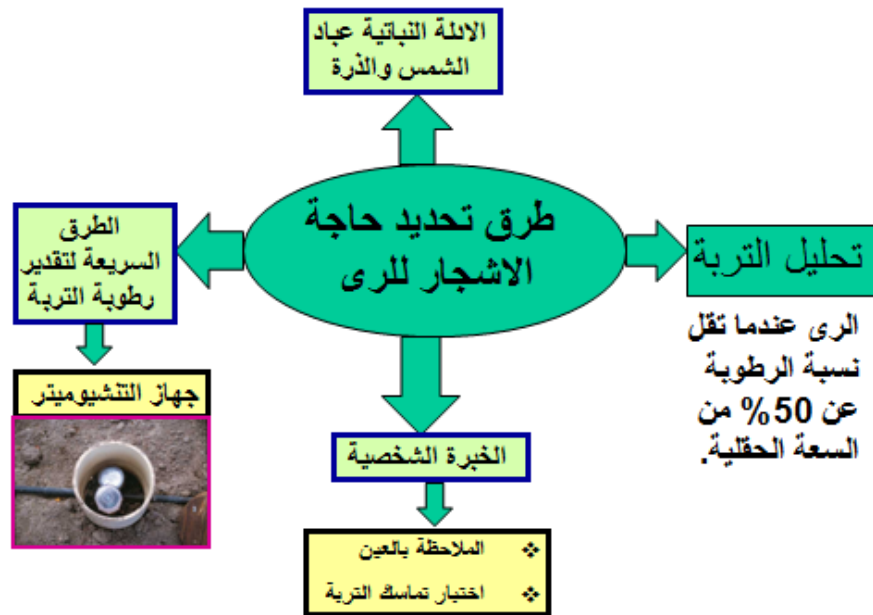 الادلة النباتية عباد
الشمس والذرة
طرق تحديد حاجة
الاشجار للرى
تحليل التربة
الرى عندما تقل
نسبة الرطوبة
عن 50% من
السعة الحقلية.
الطرق
السريعة لتقدير
رطوبة التربة
جهاز التنشيوميتر
الخبرة الشخصية
❖ الملاحظة بالعين
❖ اختبار تماسك التربة